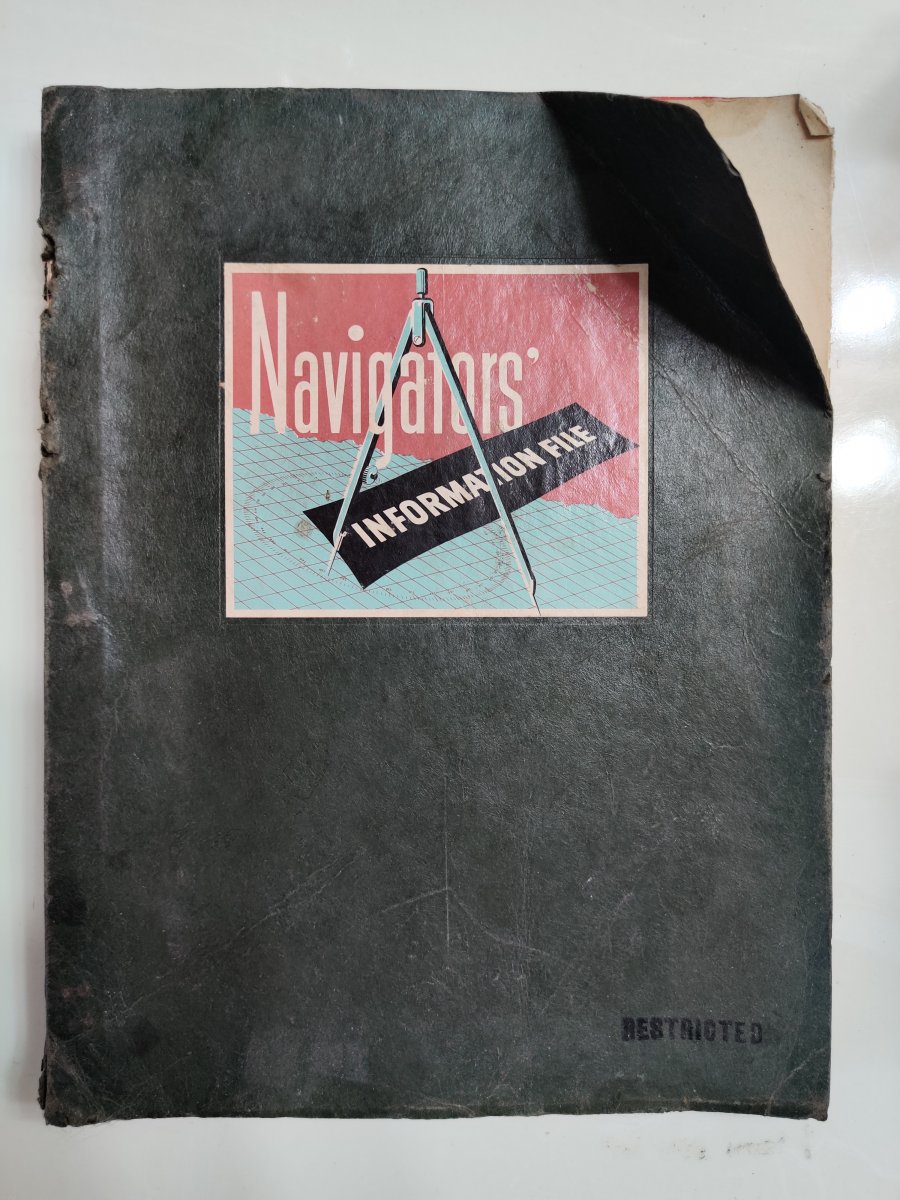 Navigators'
INFORMATION FILE
RESTRICTED